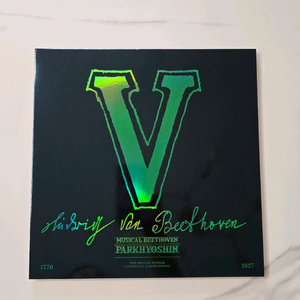 V
Ludwig Van Beethoven
MUSICAL BEETHOVEN
PARKHYOSHIN
1770
1827